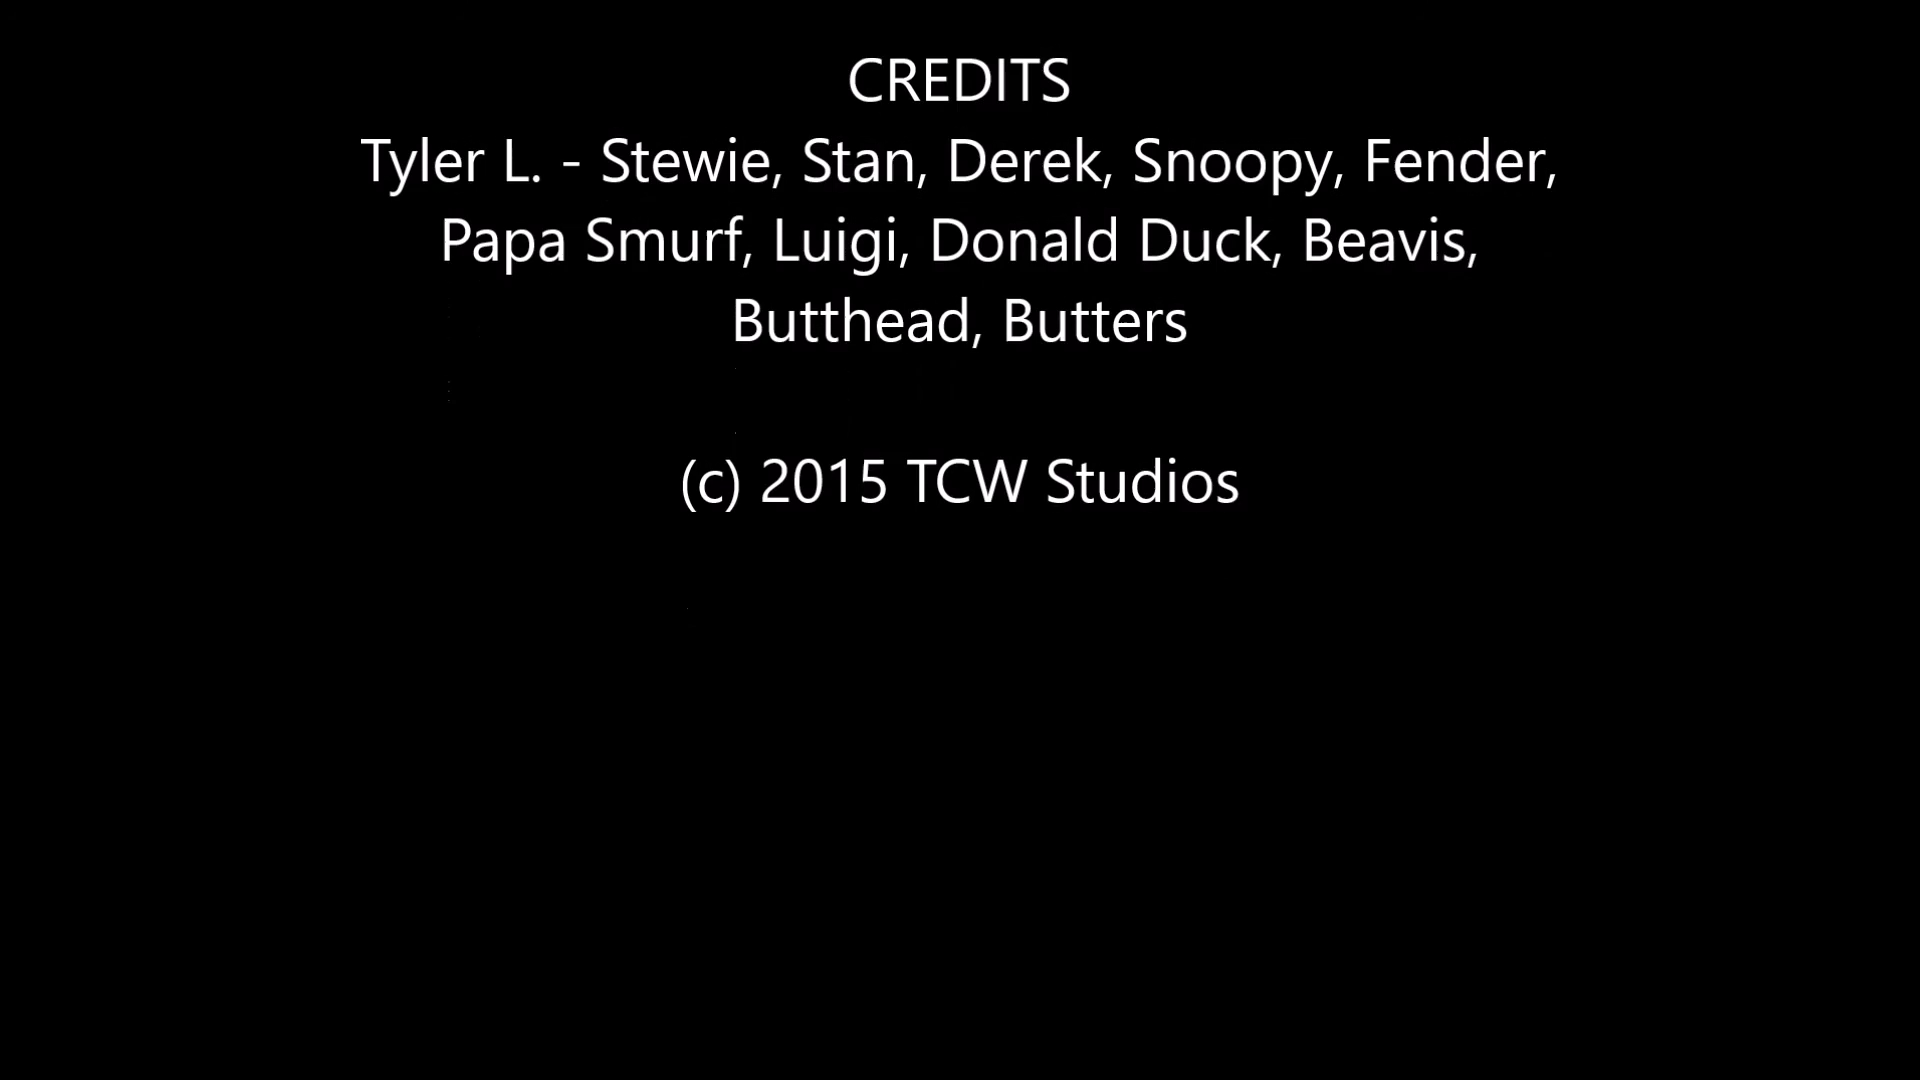 CREDITS
Tyler L. - Stewie, Stan, Derek, Snoopy, Fender,
Papa Smurf, Luigi, Donald Duck, Beavis,
Butthead, Butters
(c) 2015 TCW Studios